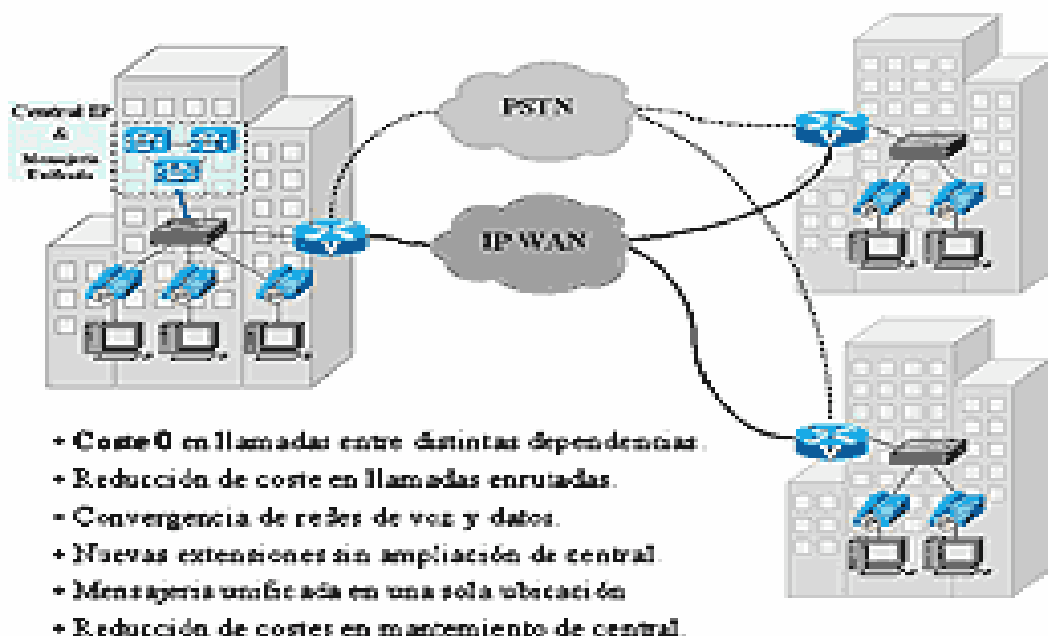 Central IP
&
Mensajería
Unificada
PSTN
IP WAN
+ Coste 0 en llamadas entre distintas dependencias.
+ Reducción de coste en llamadas enrutadas.
+ Convergencia de redes de voz y datos.
+ Nuevas extensiones sin ampliación de central.
+ Mensajeria unificada en una sola ubicación
+ Reducción de costes en mantemiento de central.